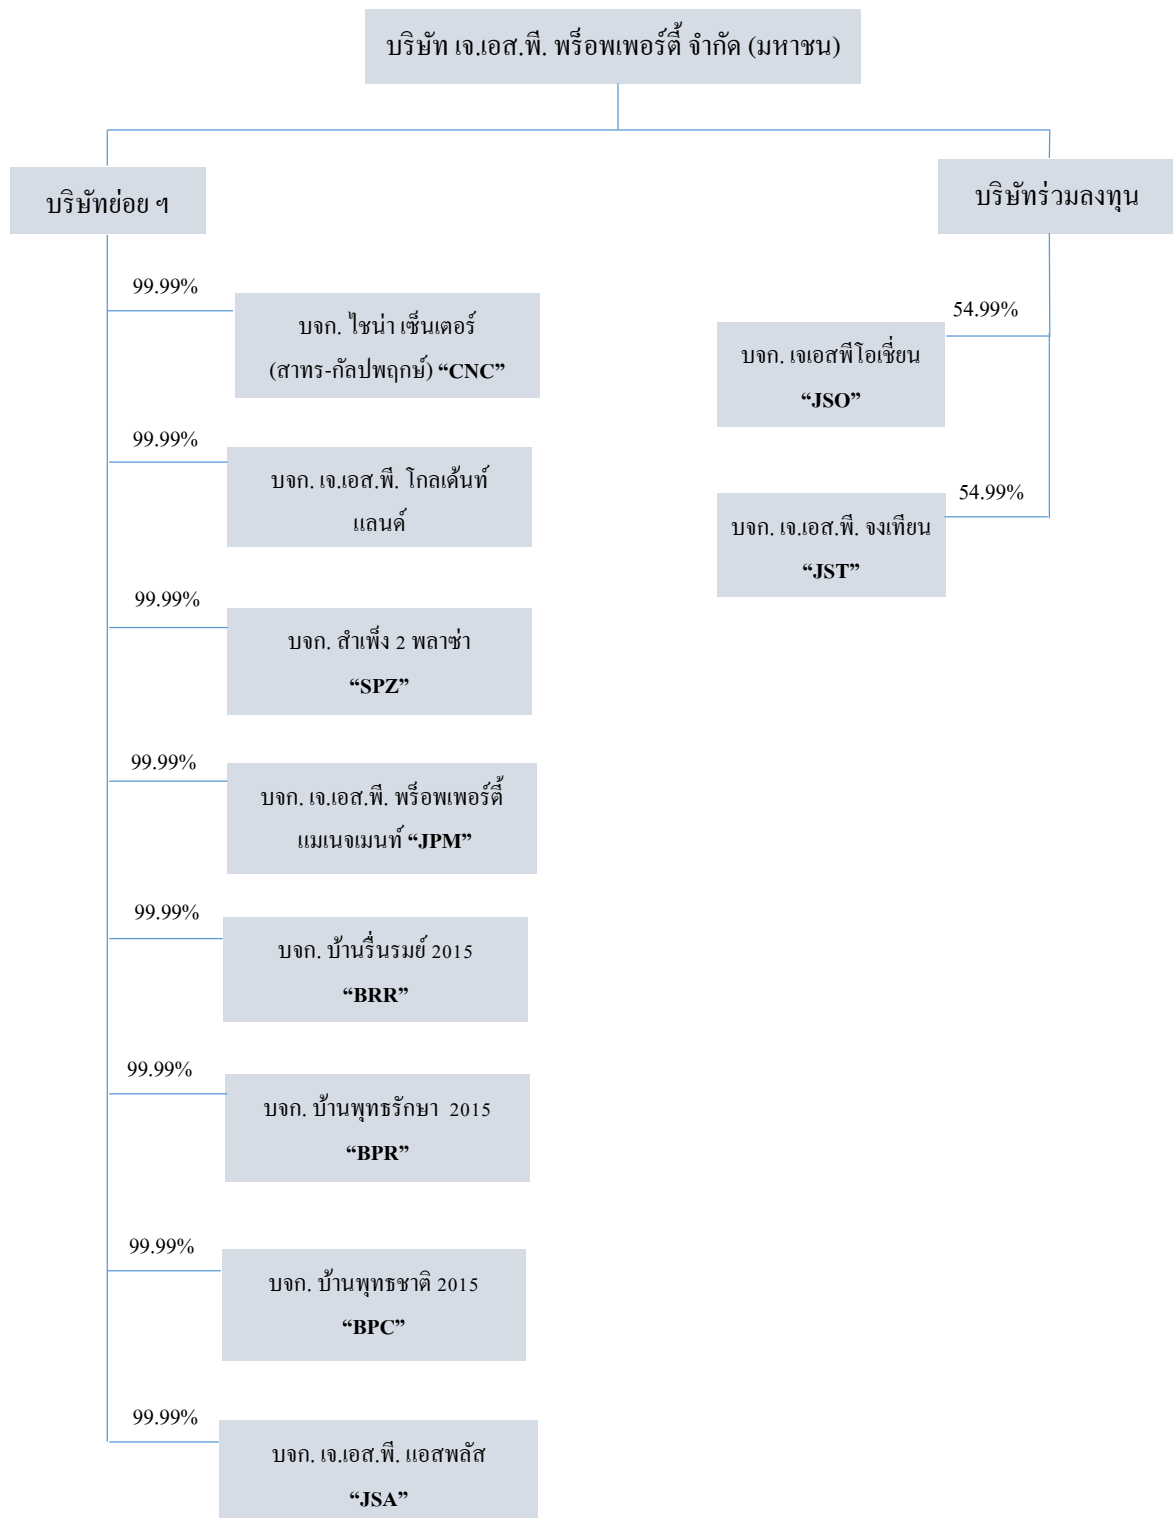 บริษัท เจ.เอส.พี. พร็อพเพอร์ตี้ จำกัด (มหาชน)
บริษัทย่อย ฯ
99.99%
บจก. ไชน่า เซ็นเตอร์
(สาทร-กัลปพฤกษ์) “CNC”
99.99%
บจก. เจ.เอส.พี. โกลเด้นท์
แลนด์
99.99%
บจก. สำเพ็ง 2 พลาซ่า
“SPZ”
99.99%
บจก. เจ.เอส.พี. พร็อพเพอร์ตี้
แมเนจเมนท์ “JPM”
99.99%
บจก. บ้านรื่นรมย์ 2015
“BRR”
99.99%
บจก. บ้านพุทธรักษา 2015
“BPR”
99.99%
บจก. บ้านพุทธชาติ 2015
“BPC”
99.99%
บจก. เจ.เอส.พี. แอสพลัส
“JSA”
บริษัทร่วมลงทุน
54.99%
บจก. เจเอสพีโอเชี่ยน
“JSO”
54.99%
บจก. เจ.เอส.พี. จงเทียน
“JST”